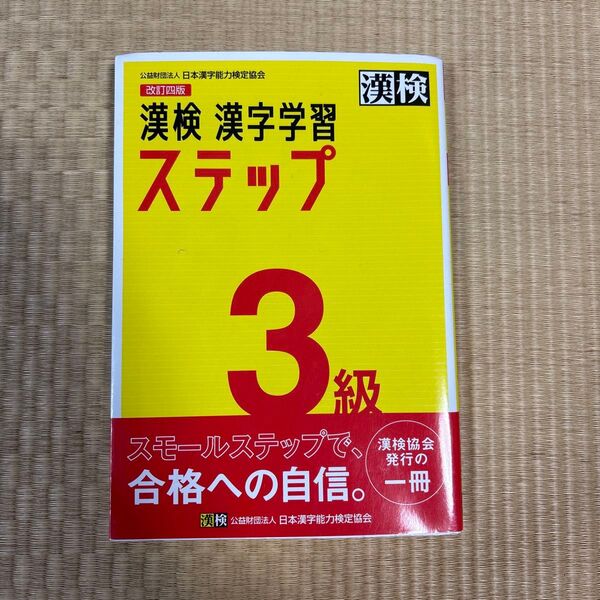 公益財団法人 日本漢字能力検定協会
漢検
改訂四版
漢検 漢字学習
ステップ
3級
スモールステップで、
合格への自信。
漢検協会
発行の
一冊
漢検 公益財団法人 日本漢字能力検定協会